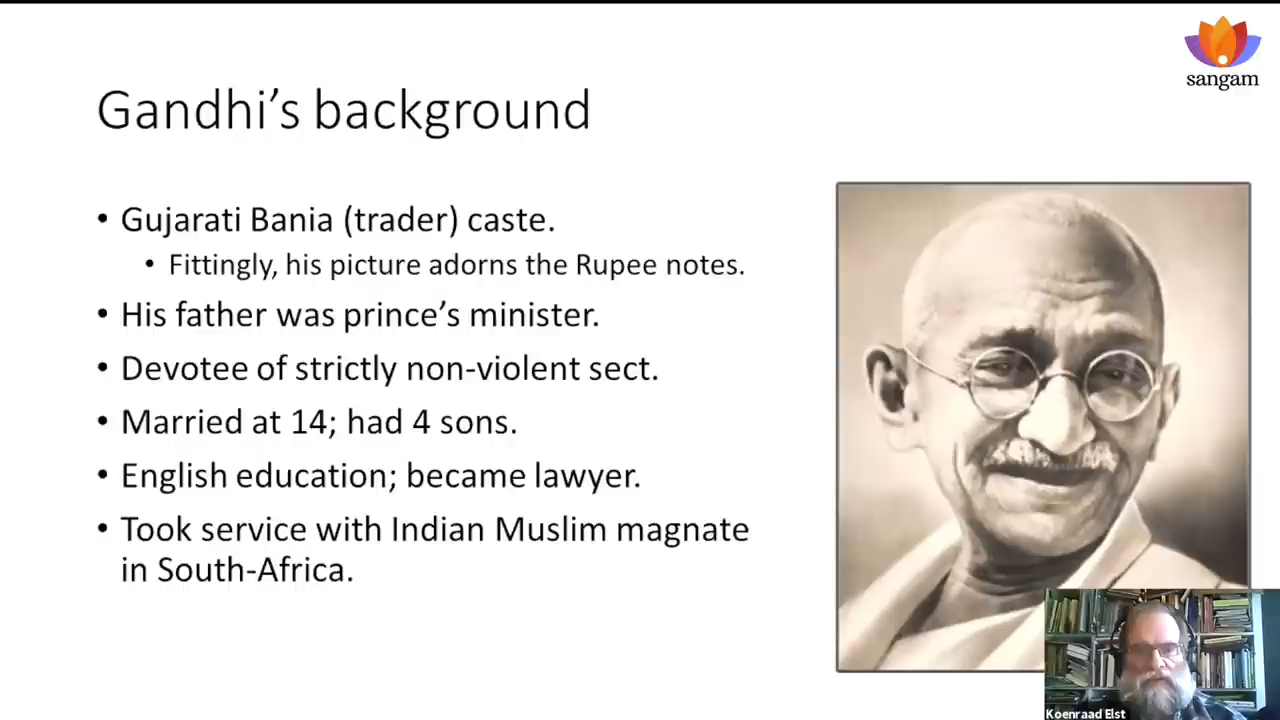 sangam
Gandhi’s background
• Gujarati Bania (trader) caste.
• Fittingly, his picture adorns the Rupee notes.
• His father was prince’s minister.
• Devotee of strictly non-violent sect.
• Married at 14; had 4 sons.
• English education; became lawyer.
• Took service with Indian Muslim magnate
in South-Africa.
Koenraad Elst